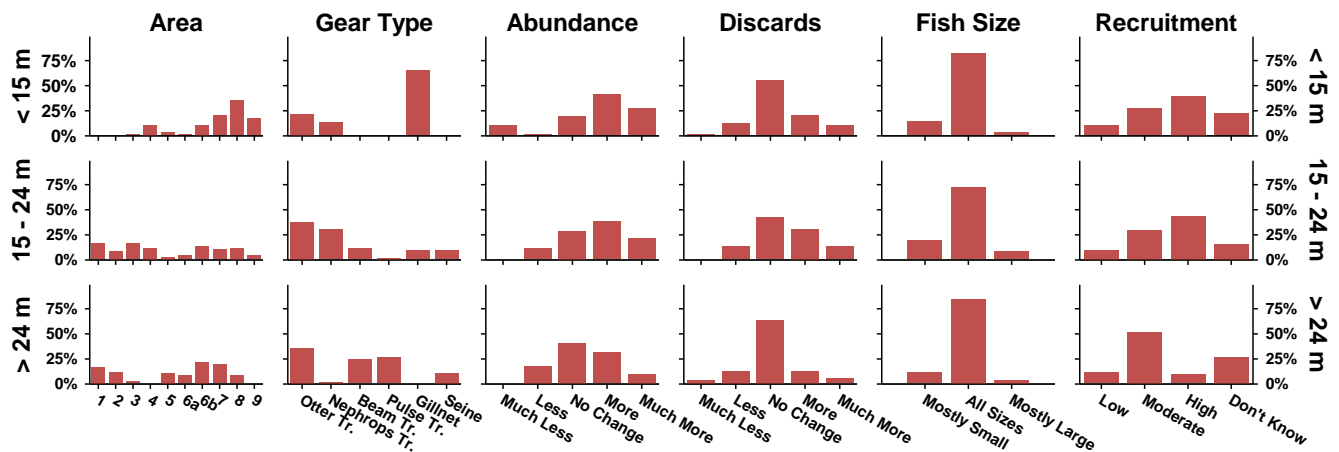 Area Gear Type Abundance Discards Fish Size Recruitment
< 15 m
75%
50%
25%
0%
75%
50%
25%
0%
< 15 m
15 - 24 m
75%
50%
25%
0%
75%
50%
25%
0%
15 - 24 m
> 24 m
75%
50%
25%
0%
75%
50%
25%
0%
> 24 m
1 2 3 4 5 6a 6b 7 8 9
Otter Tr.
Nephrops Tr.
Beam Tr.
Pulse Tr.
Gillnet
Seine
Much Less
Less
No Change
More
Much More
Much Less
Less
No Change
More
Much More
Mostly Small
All Sizes
Mostly Large
Low
Moderate
High
Don't Know